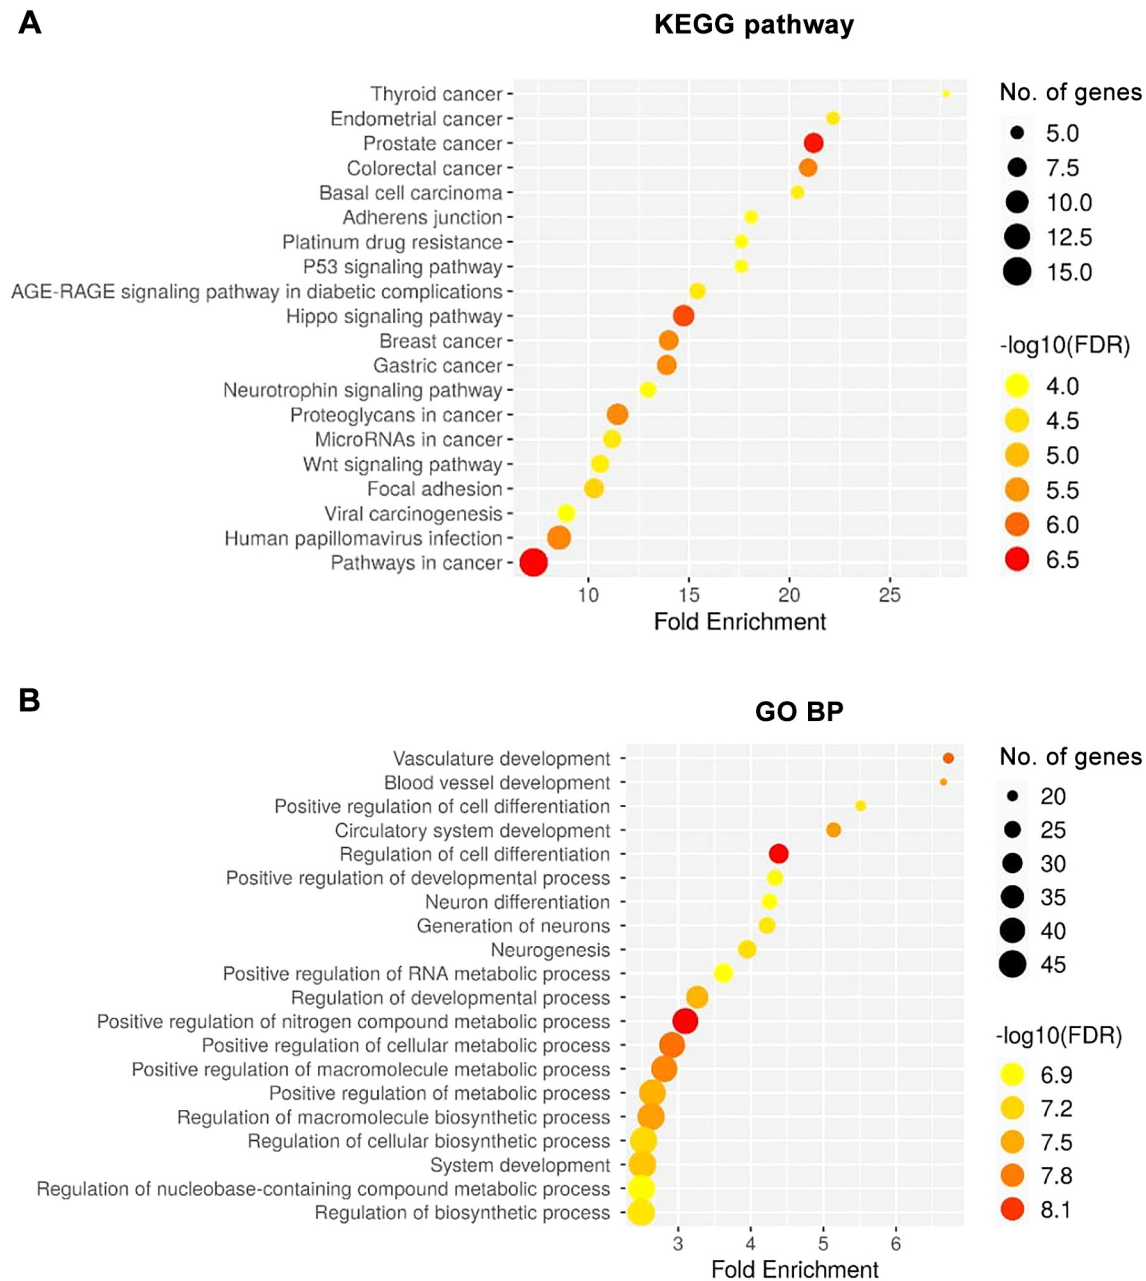 A
KEGG pathway
Thyroid cancer
Endometrial cancer
Prostate cancer
Colorectal cancer
Basal cell carcinoma
Adherens junction
Platinum drug resistance
P53 signaling pathway
AGE-RAGE signaling pathway in diabetic complications
Hippo signaling pathway
Breast cancer
Gastric cancer
Neurotrophin signaling pathway
Proteoglycans in cancer
MicroRNAs in cancer
Wnt signaling pathway
Focal adhesion
Viral carcinogenesis
Human papillomavirus infection
Pathways in cancer
10 15 20 25
Fold Enrichment
No. of genes
5.0
7.5
10.0
12.5
15.0
-log10(FDR)
4.0
4.5
5.0
5.5
6.0
6.5
B
GO BP
Vasculature development
Blood vessel development
Positive regulation of cell differentiation
Circulatory system development
Regulation of cell differentiation
Positive regulation of developmental process
Neuron differentiation
Generation of neurons
Neurogenesis
Positive regulation of RNA metabolic process
Regulation of developmental process
Positive regulation of nitrogen compound metabolic process
Positive regulation of cellular metabolic process
Positive regulation of macromolecule metabolic process
Positive regulation of metabolic process
Regulation of macromolecule biosynthetic process
Regulation of cellular biosynthetic process
System development
Regulation of nucleobase-containing compound metabolic process
Regulation of biosynthetic process
3 4 5 6
Fold Enrichment
No. of genes
20
25
30
35
40
45
-log10(FDR)
6.9
7.2
7.5
7.8
8.1